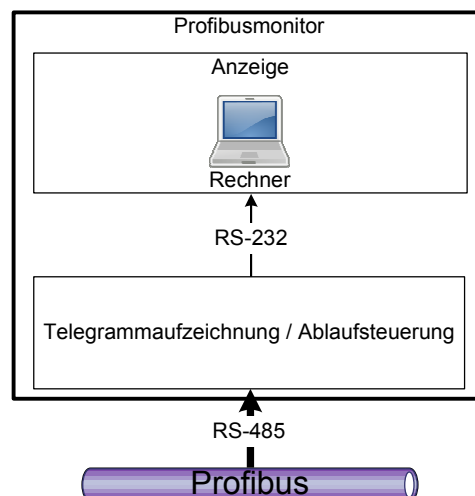 Profibusmonitor
Anzeige
Rechner
RS-232
Telegrammaufzeichnung / Ablaufsteuerung
RS-485
Profibus